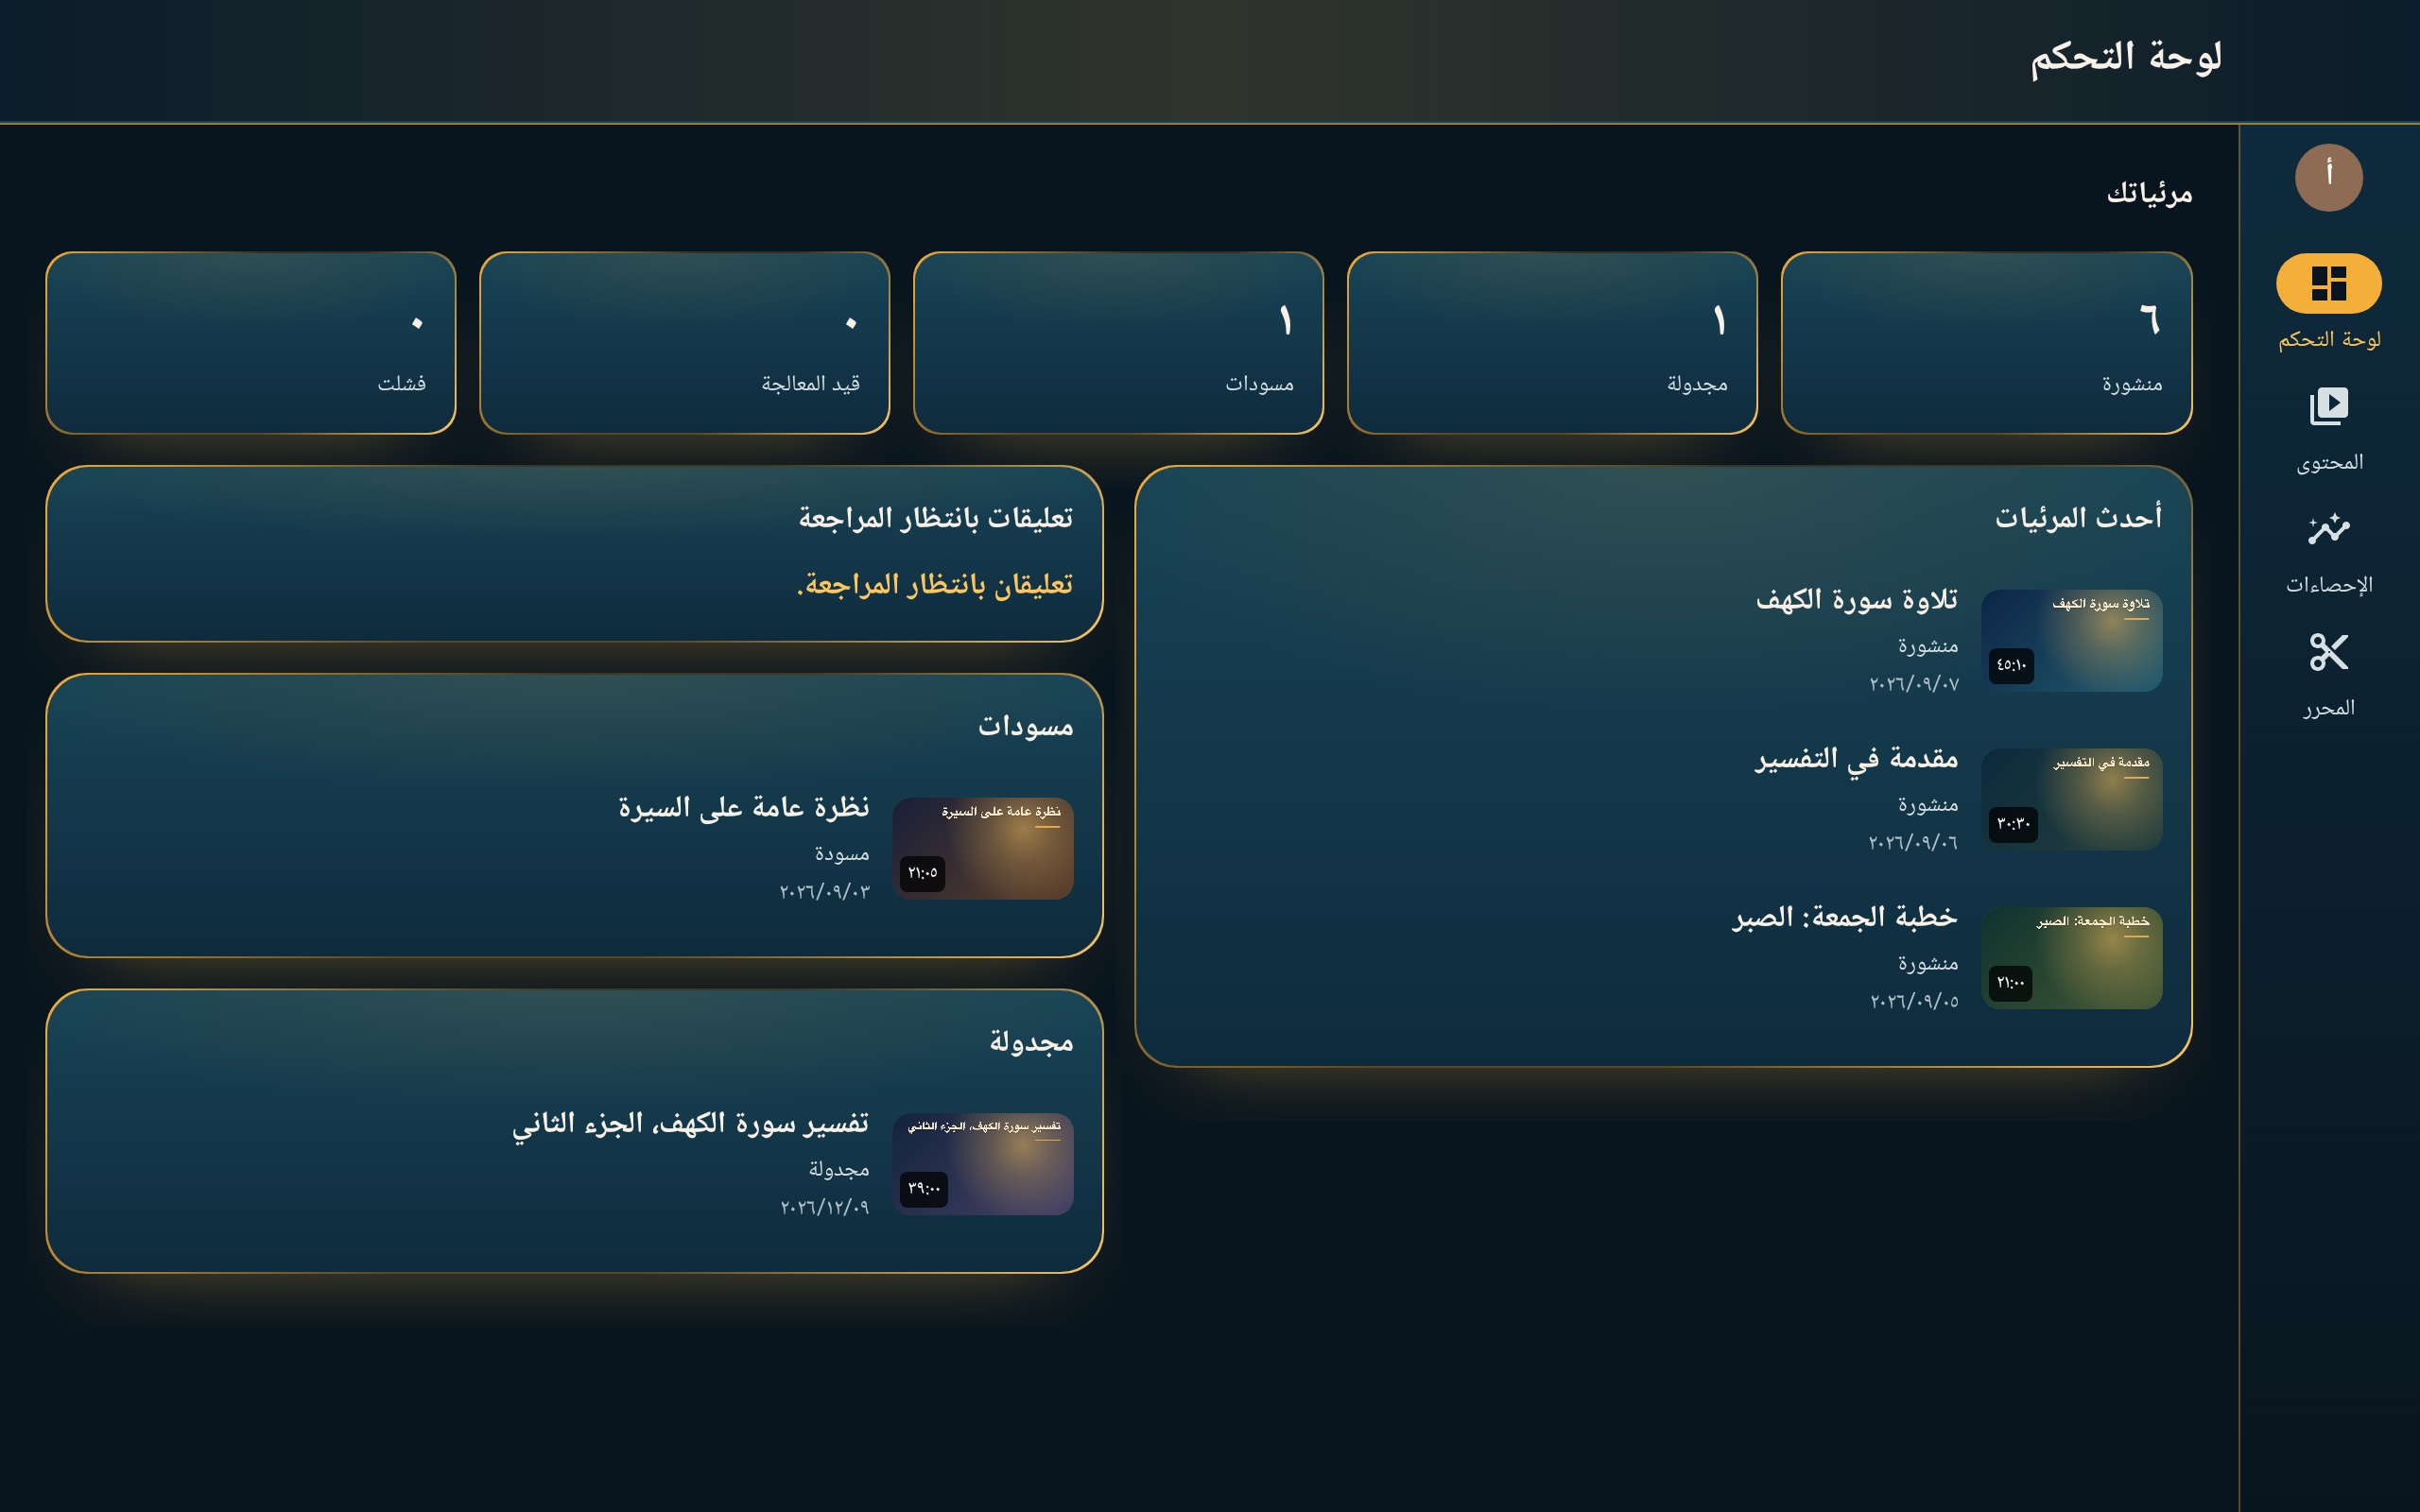 لوحة التحكم
أ
لوحة التحكم
المحتوى
الإحصاءات
المحرر
مرئياتك
٦
منشورة
١
مجدولة
١
مسودات
٠
قيد المعالجة
٠
فشلت
أحدث المرئيات
تلاوة سورة الكهف
٤٥:١٠
تلاوة سورة الكهف
منشورة
٢٠٢٦/٠٩/٠٧
مقدمة في التفسير
٣٠:٣٠
مقدمة في التفسير
منشورة
٢٠٢٦/٠٩/٠٦
خطبة الجمعة: الصبر
٢١:٠٠
خطبة الجمعة: الصبر
منشورة
٢٠٢٦/٠٩/٠٥
تعليقات بانتظار المراجعة
تعليقان بانتظار المراجعة.
مسودات
نظرة عامة على السيرة
٢١:٠٥
نظرة عامة على السيرة
مسودة
٢٠٢٦/٠٩/٠٣
مجدولة
تفسير سورة الكهف، الجزء الثاني
٣٩:٠٠
تفسير سورة الكهف، الجزء الثاني
مجدولة
٢٠٢٦/١٢/٠٩